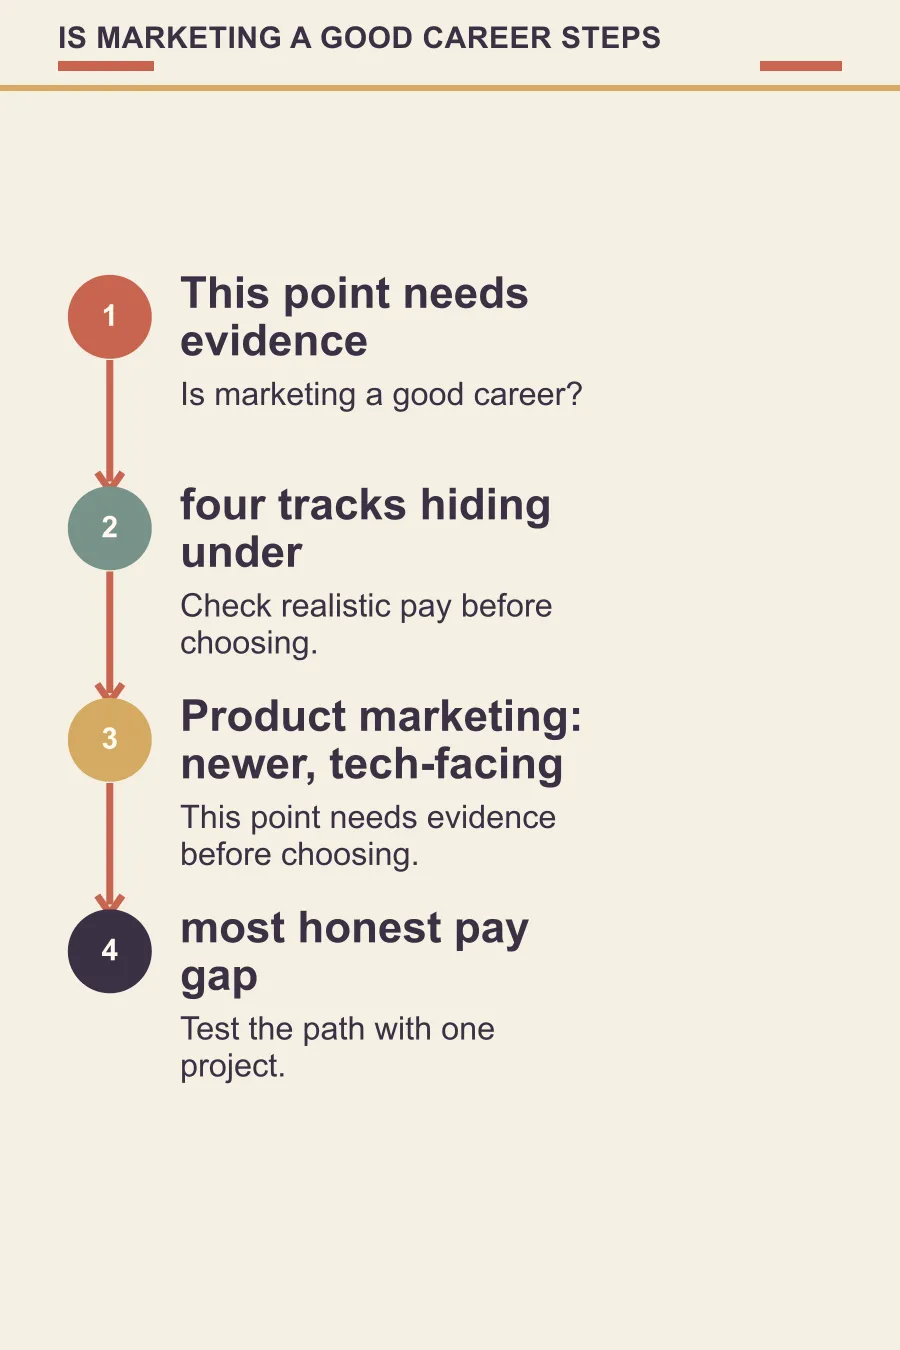 IS MARKETING A GOOD CAREER STEPS
1
This point needs
evidence
Is marketing a good career?
2
four tracks hiding
under
Check realistic pay before
choosing.
3
Product marketing:
newer, tech-facing
This point needs evidence
before choosing.
4
most honest pay
gap
Test the path with one
project.